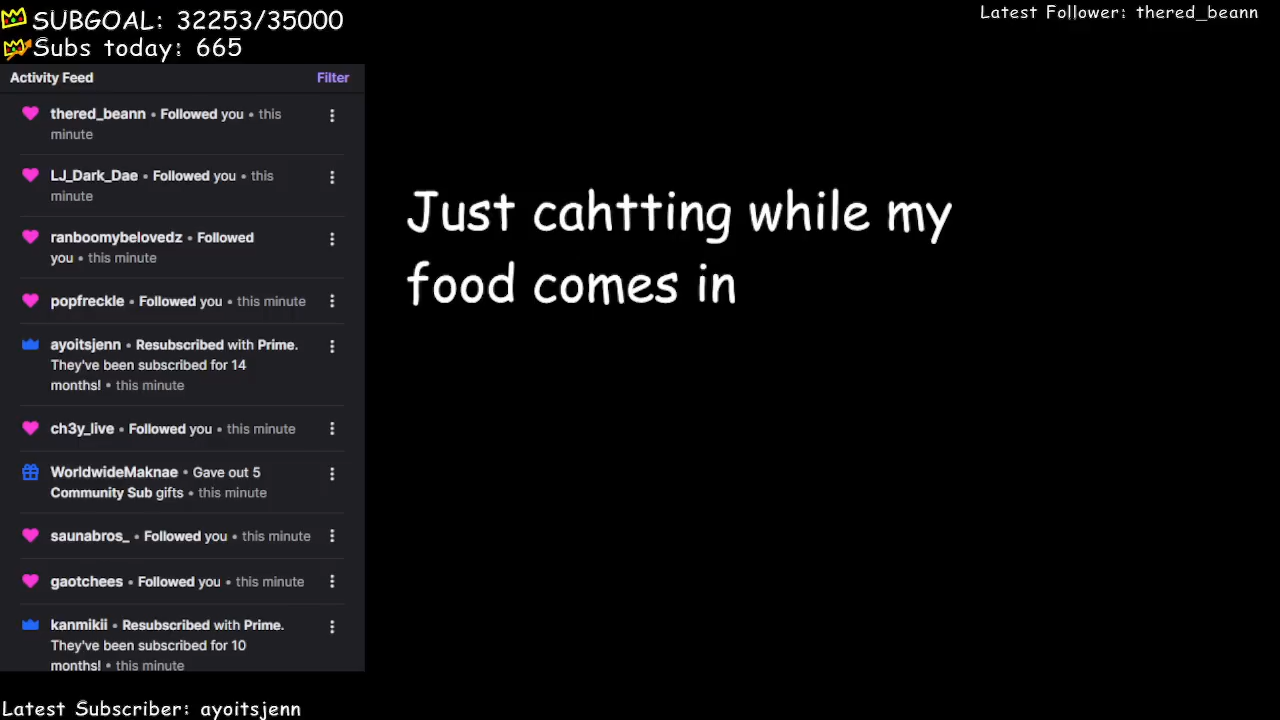 SUBGOAL: 32253/35000
Subs today: 665
Latest Follower: thered_beann
Activity Feed
Filter
thered_beann • Followed you • this
minute
LJ_Dark_Dae • Followed you • this
minute
ranboomybelovedz • Followed
you • this minute
popfreckle • Followed you • this minute
ayoitsjenn • Resubscribed with Prime.
They've been subscribed for 14
months! • this minute
ch3y_live • Followed you • this minute
WorldwideMaknae • Gave out 5
Community Sub gifts • this minute
saunabros_ • Followed you • this minute
gaotchees • Followed you • this minute
kanmikii • Resubscribed with Prime.
They've been subscribed for 10
months! • this minute
Just cahtting while my
food comes in
Latest Subscriber: ayoitsjenn